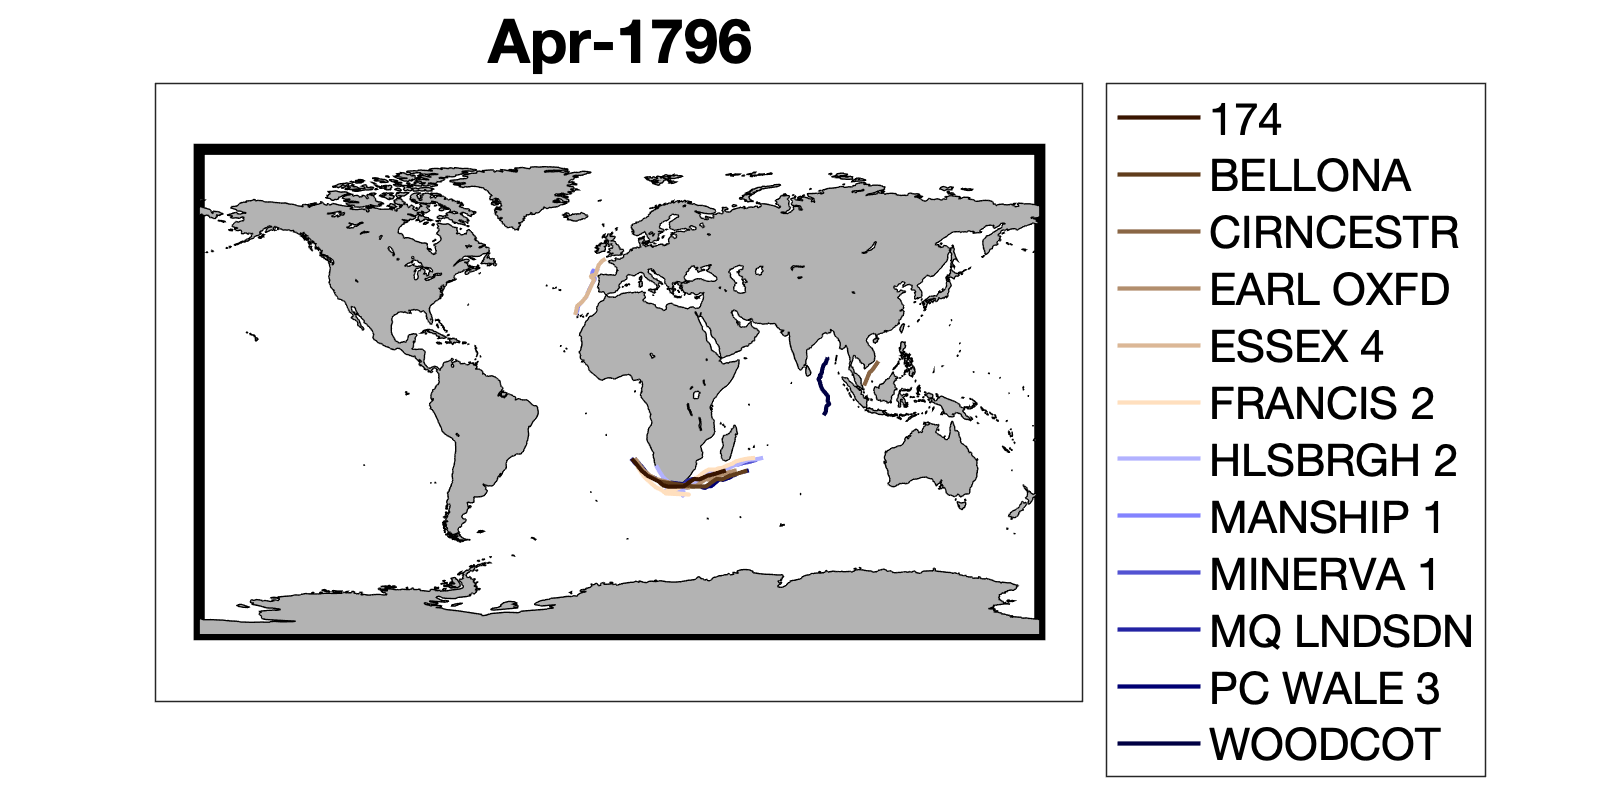 Apr-1796
174
BELLONA
CIRNCESTR
EARL OXFD
ESSEX 4
FRANCIS 2
HLSBRGH 2
MANSHIP 1
MINERVA 1
MQ LNDSDN
PC WALE 3
WOODCOT